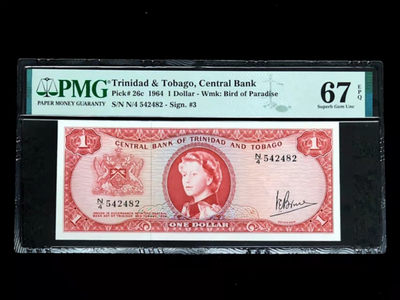 PMG
PAPER MONEY GUARANTY
Trinidad & Tobago, Central Bank
Pick# 26c 1964 1 Dollar - Wmk: Bird of Paradise
S/N N/4 542482 - Sign. #3
67 EPQ
Superb Gem Unc
1 1
CENTRAL BANK OF TRINIDAD AND TOBAGO
N/4 542482
N/4 542482
ONE DOLLAR
1 1